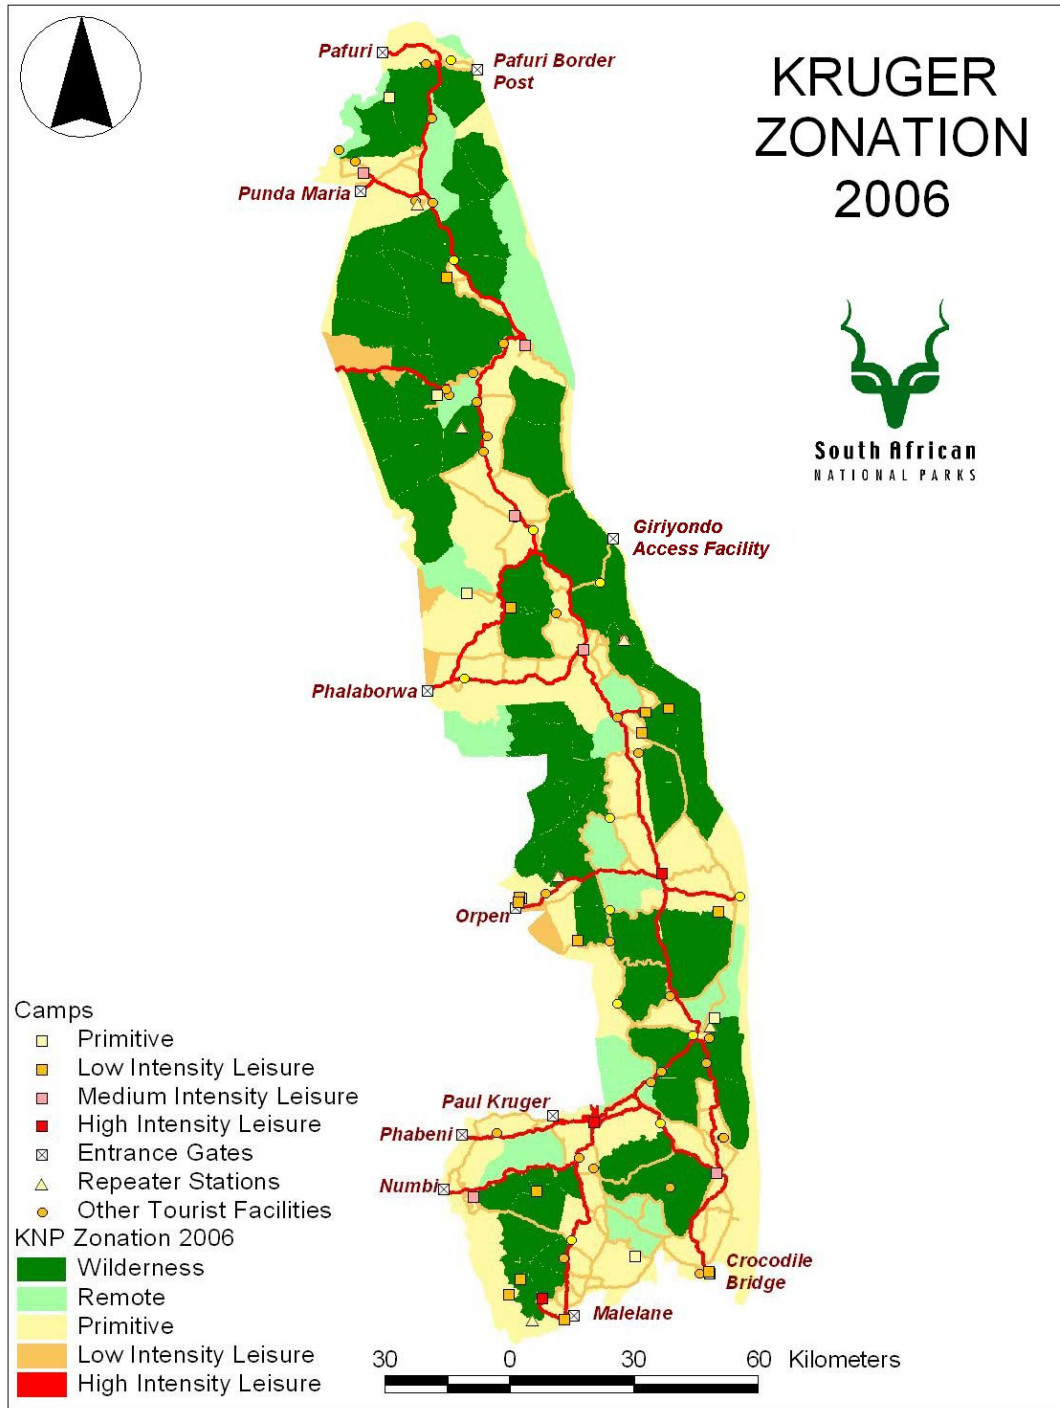 KRUGER
ZONATION
2006
South African
NATIONAL PARKS
Pafuri
Pafuri Border
Post
Punda Maria
Giriyondo
Access Facility
Phalaborwa
Orpen
Paul Kruger
Phabeni
Numbi
Crocodile
Bridge
Malelane
Camps
Primitive
Low Intensity Leisure
Medium Intensity Leisure
High Intensity Leisure
Entrance Gates
Repeater Stations
Other Tourist Facilities
KNP Zonation 2006
Wilderness
Remote
Primitive
Low Intensity Leisure
High Intensity Leisure
30 0 30 60 Kilometers